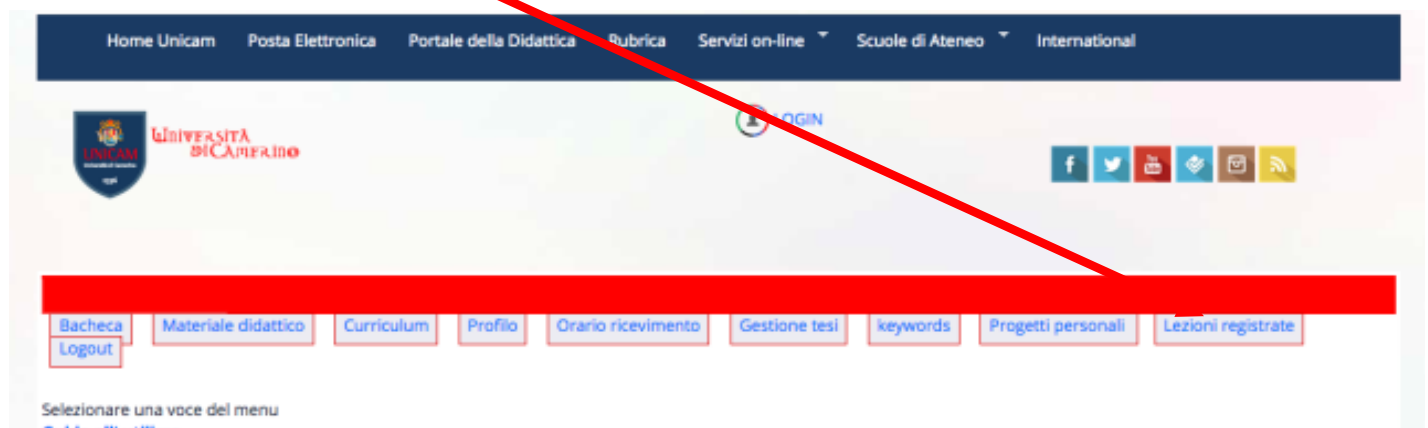 Home Unicam Posta Elettronica Portale della Didattica Rubrica Servizi on-line Scuole di Ateneo International
LOGIN
UNICAM
Università
di Camerino
Bacheca Materiale didattico Curriculum Profilo Orario ricevimento Gestione tesi keywords Progetti personali Lezioni registrate
Logout
Selezionare una voce del menu